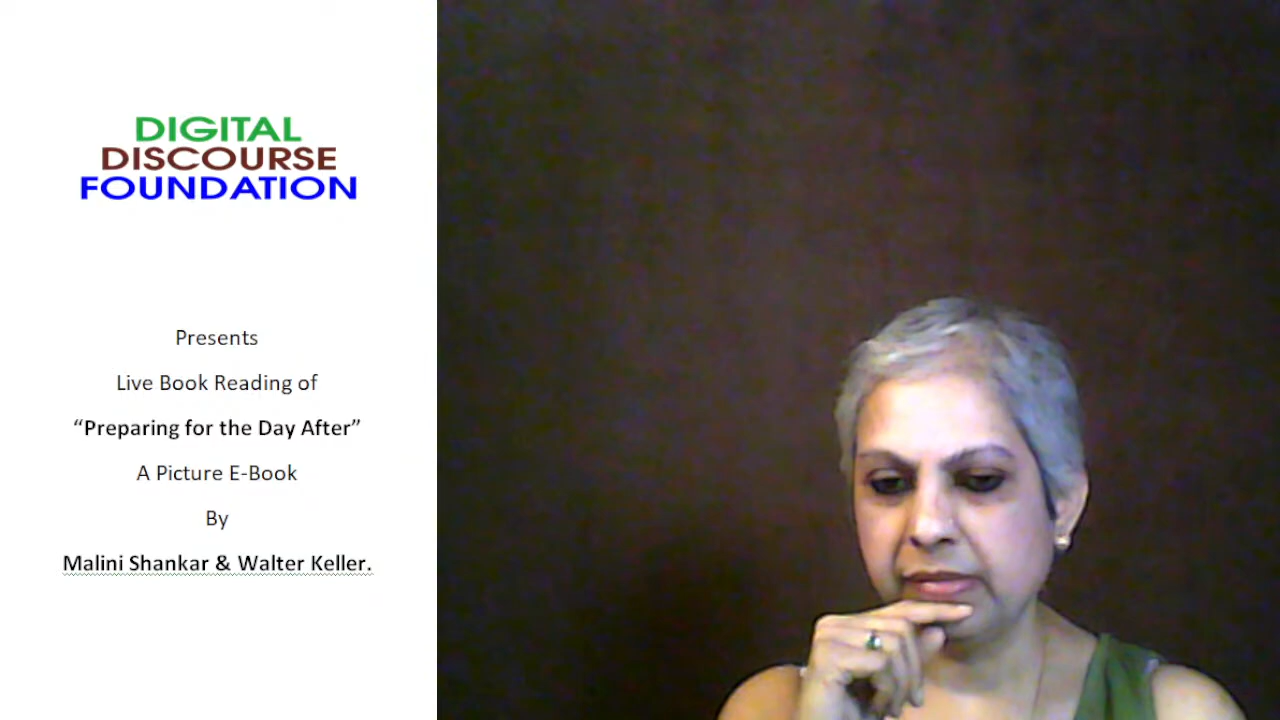 DIGITAL
DISCOURSE
FOUNDATION
Presents
Live Book Reading of
“Preparing for the Day After”
A Picture E-Book
By
Malini Shankar & Walter Keller.